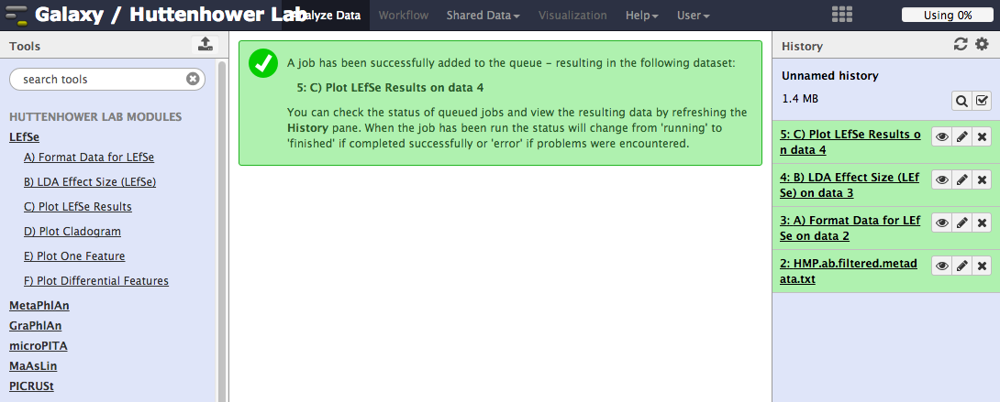 Galaxy / Huttenhower Lab
Analyze Data
Workflow
Shared Data
Visualization
Help
User
Using 0%
Tools
search tools
HUTTENHOWER LAB MODULES
LEfSe
A) Format Data for LEfSe
B) LDA Effect Size (LEfSe)
C) Plot LEfSe Results
D) Plot Cladogram
E) Plot One Feature
F) Plot Differential Features
MetaPhlAn
GraPhlAn
microPITA
MaAsLin
PICRUSt
A job has been successfully added to the queue – resulting in the following dataset:
5: C) Plot LEfSe Results on data 4
You can check the status of queued jobs and view the resulting data by refreshing the
History pane. When the job has been run the status will change from 'running' to
'finished' if completed successfully or 'error' if problems were encountered.
History
Unnamed history
1.4 MB
5: C) Plot LEfSe Results o
n data 4
4: B) LDA Effect Size (LEf
Se) on data 3
3: A) Format Data for LEf
Se on data 2
2: HMP.ab.filtered.metad
ata.txt